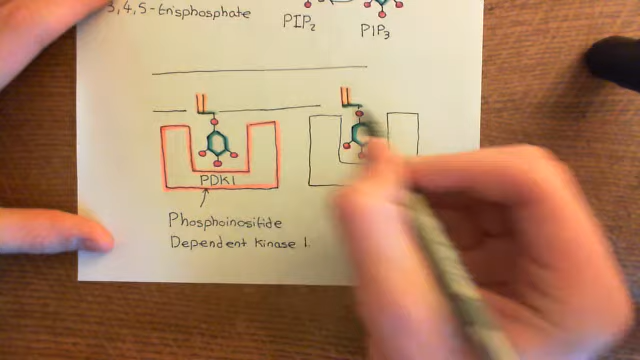 3,4,5-trisphosphate
PIP2
PIP3
PDK1
Phosphoinositide
Dependent Kinase 1.